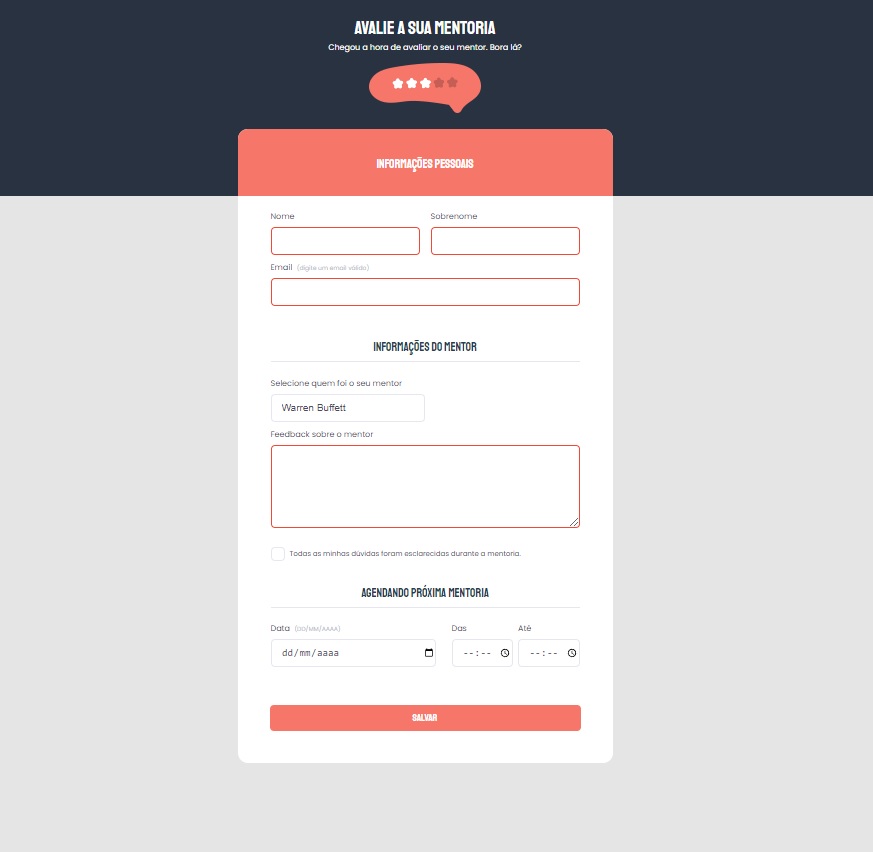 AVALIE A SUA MENTORIA
Chegou a hora de avaliar o seu mentor. Bora lá?
INFORMAÇÕES PESSOAIS
Nome Sobrenome
Email (digite um email válido)
INFORMAÇÕES DO MENTOR
Selecione quem foi o seu mentor
Warren Buffett
Feedback sobre o mentor
Todas as minhas dúvidas foram esclarecidas durante a mentoria.
AGENDANDO PRÓXIMA MENTORIA
Data (DD/MM/AAAA) Das Até
dd/mm/aaaa --:-- --:--
SALVAR